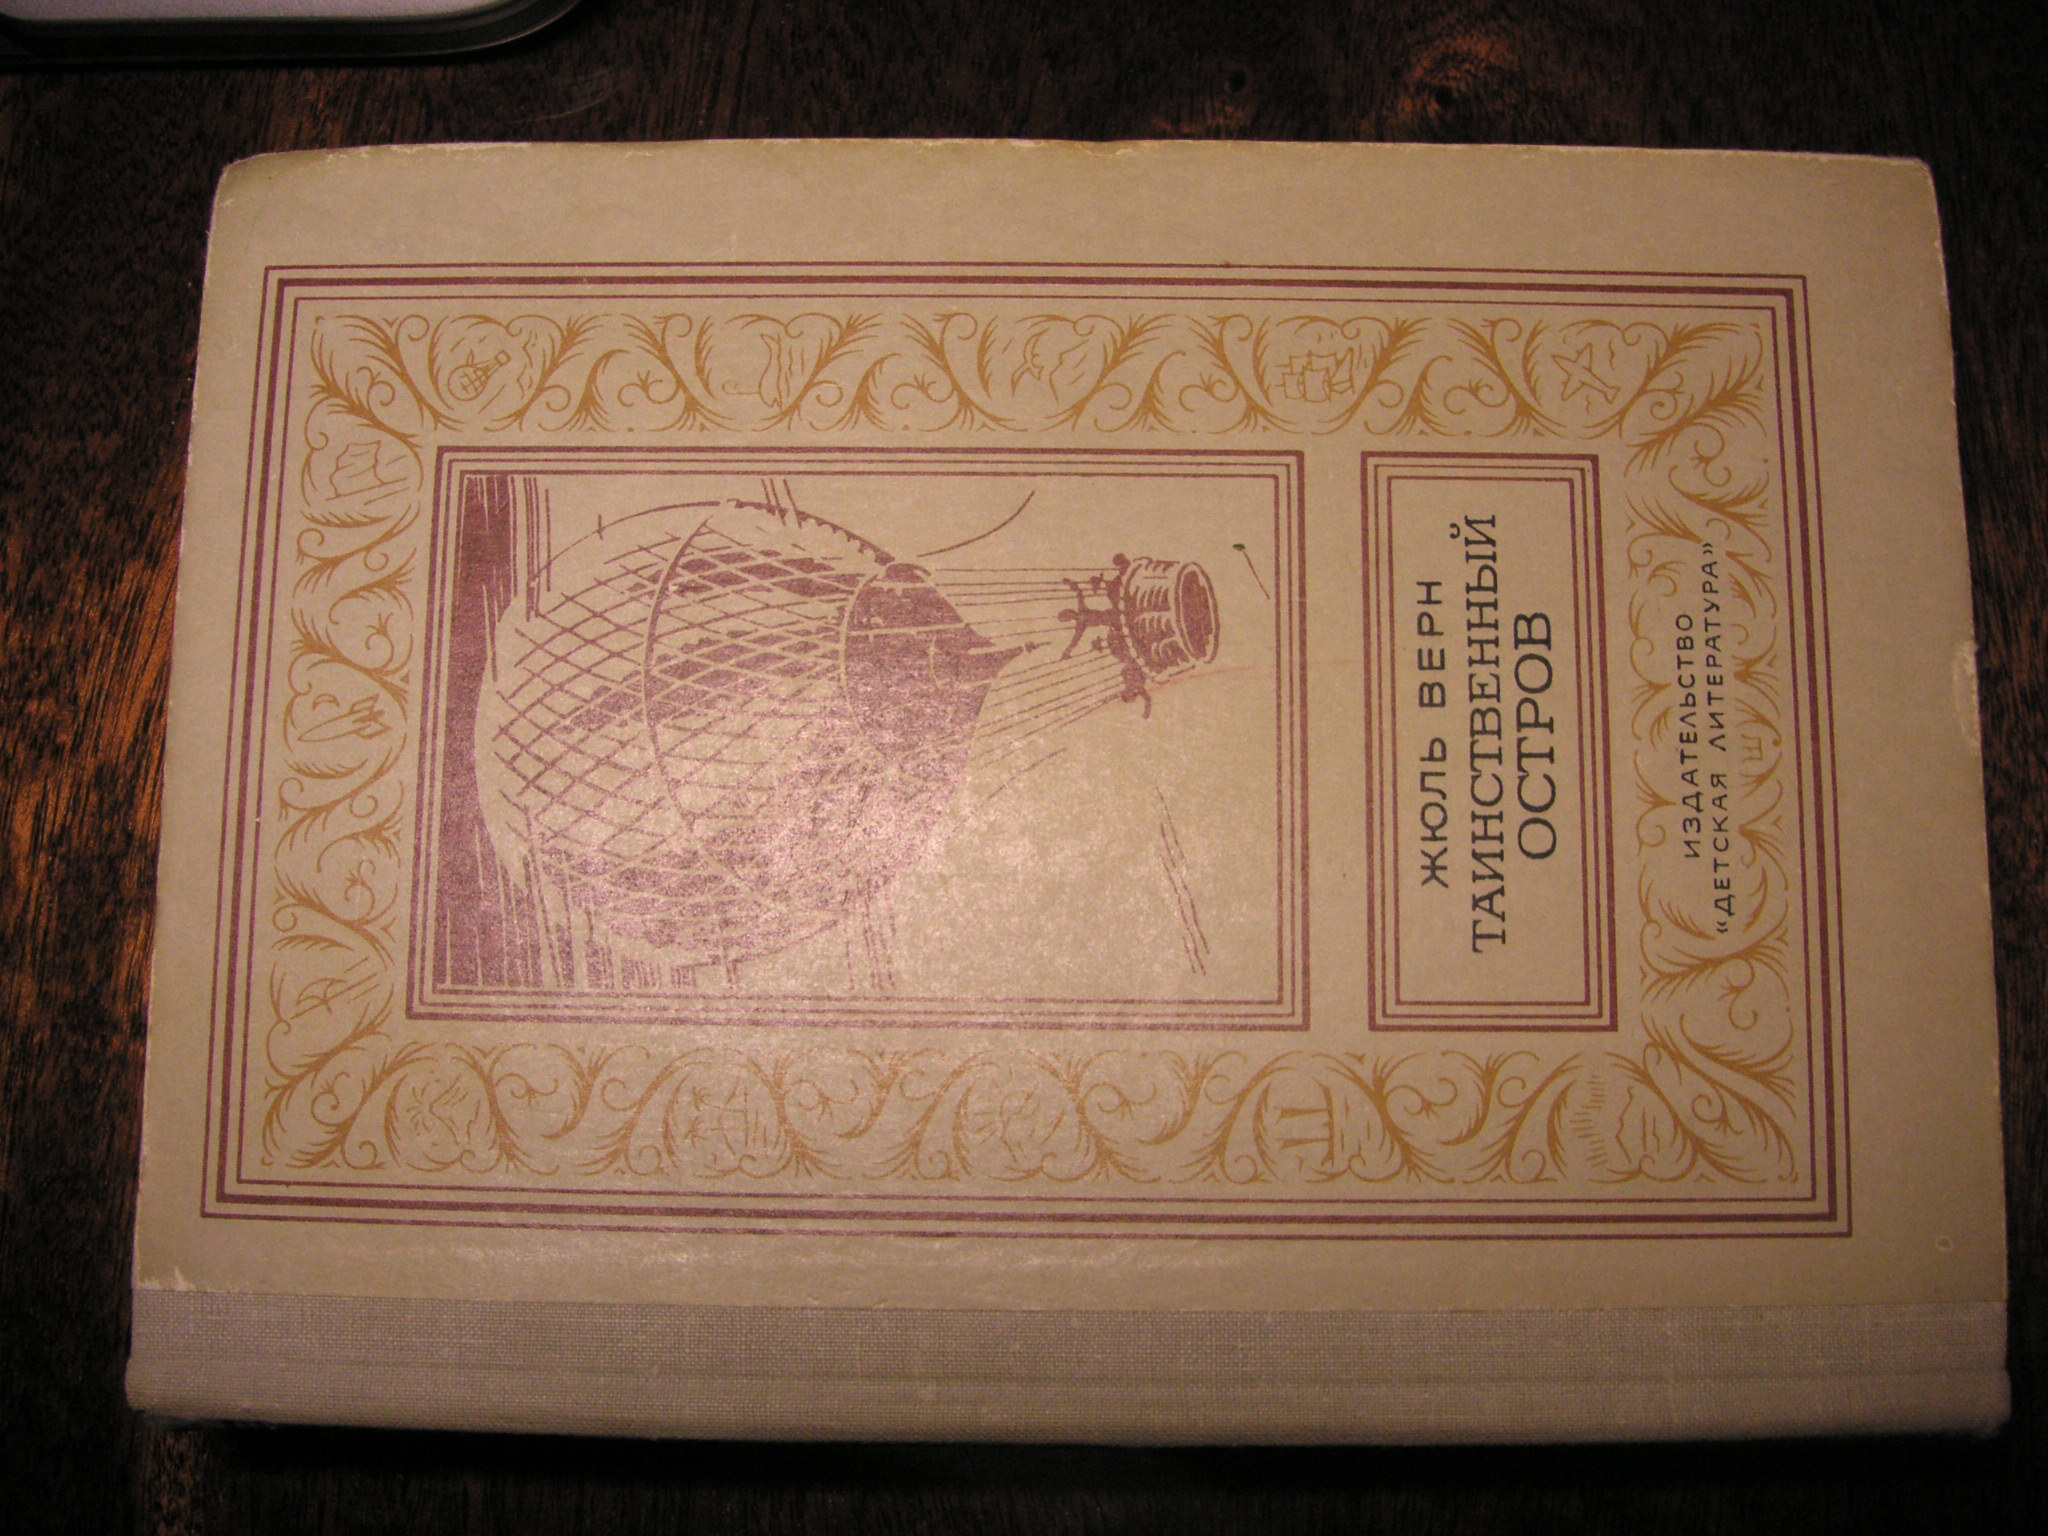 ЖЮЛЬ ВЕРН
ТАИНСТВЕННЫЙ
ОСТРОВ
ИЗДАТЕЛЬСТВО
«ДЕТСКАЯ ЛИТЕРАТУРА»